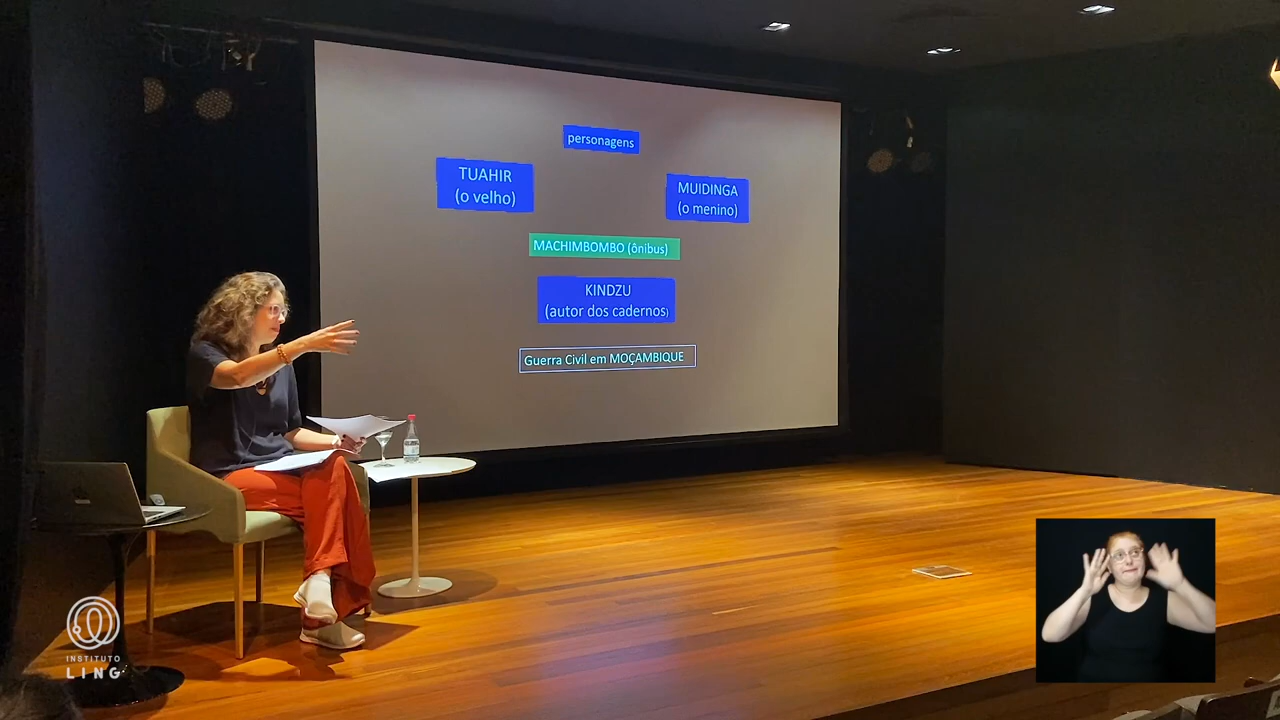 personagens
TUAHIR
(o velho)
MUIDINGA
(o menino)
MACHIMBOMBO (ônibus)
KINDZU
(autor dos cadernos)
Guerra Civil em MOÇAMBIQUE
INSTITUTO
LING